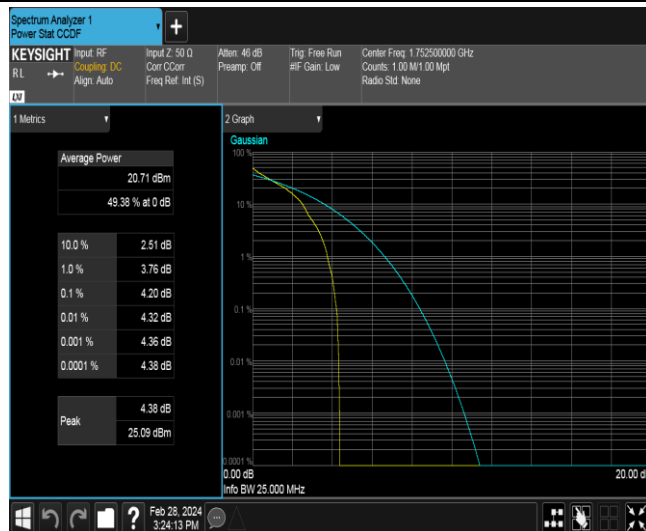 Spectrum Analyzer 1
Power Stat CCDF
+
KEYSIGHT
RL
Input: RF
Coupling: DC
Align: Auto
Input Z: 50 Ω
Corr CCorr
Freq Ref: Int (S)
Atten: 46 dB
Preamp: Off
Trig: Free Run
#IF Gain: Low
Center Freq: 1.752500000 GHz
Counts: 1.00 M/1.00 Mpt
Radio Std: None
1 Metrics
Average Power
20.71 dBm
49.38 % at 0 dB
10.0 % 2.51 dB
1.0 % 3.76 dB
0.1 % 4.20 dB
0.01 % 4.32 dB
0.001 % 4.36 dB
0.0001 % 4.38 dB
Peak
4.38 dB
25.09 dBm
2 Graph
Gaussian
100 %
10 %
1 %
0.1 %
0.01 %
0.001 %
0.0001 %
0.00 dB 20.00 d
Info BW 25.000 MHz
?
Feb 28, 2024
3:24:13 PM